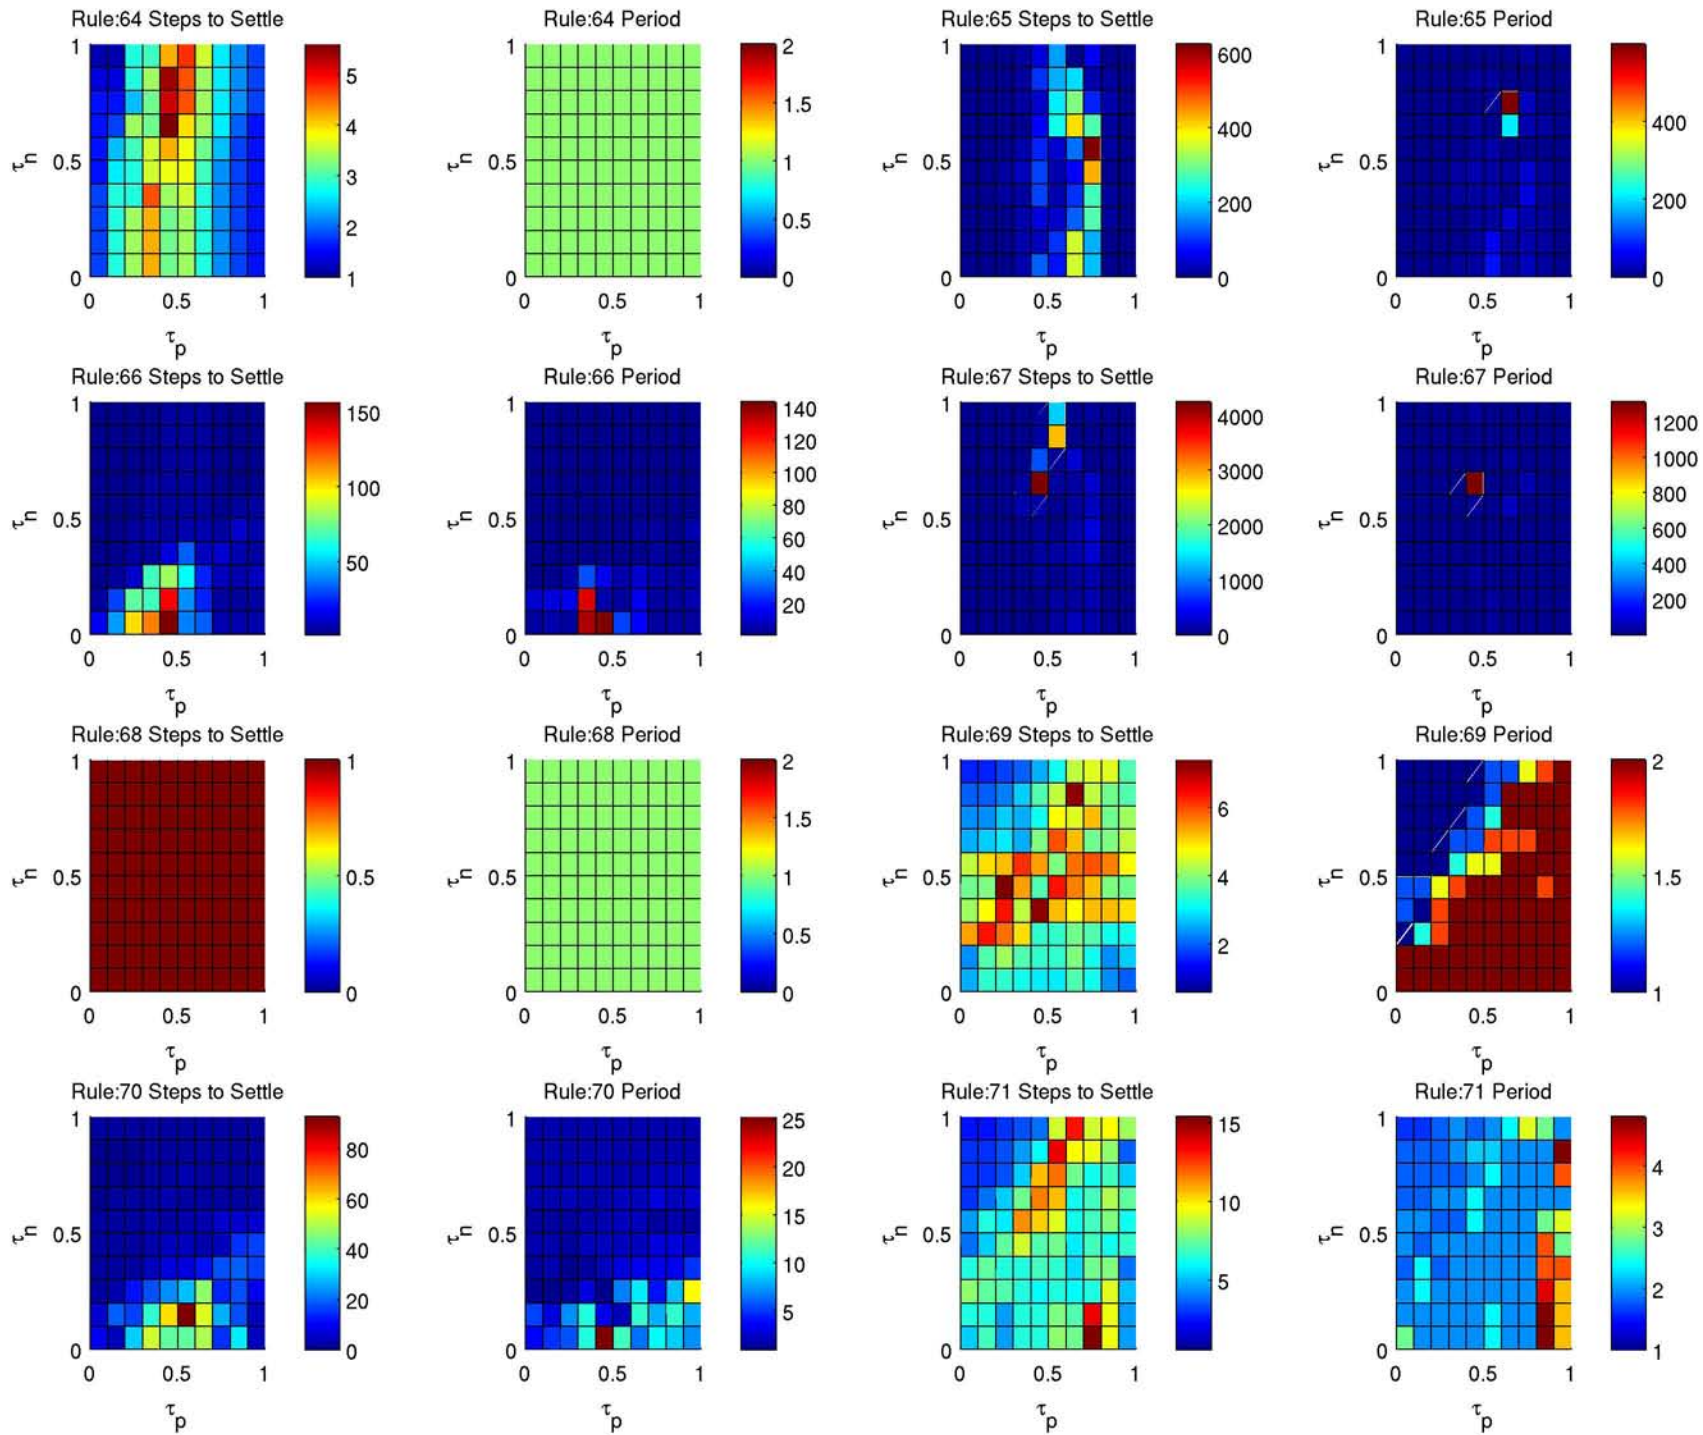 Rule:64 Steps to Settle
1
0.5
0
τn
0 0.5 1
τp
5
4
3
2
1
Rule:64 Period
1
0.5
0
τn
0 0.5 1
τp
2
1.5
1
0.5
0
Rule:65 Steps to Settle
1
0.5
0
τn
0 0.5 1
τp
600
400
200
0
Rule:65 Period
1
0.5
0
τn
0 0.5 1
τp
400
200
0
Rule:66 Steps to Settle
1
0.5
0
τn
0 0.5 1
τp
150
100
50
Rule:66 Period
1
0.5
0
τn
0 0.5 1
τp
140
120
100
80
60
40
20
Rule:67 Steps to Settle
1
0.5
0
τn
0 0.5 1
τp
4000
3000
2000
1000
0
Rule:67 Period
1
0.5
0
τn
0 0.5 1
τp
1200
1000
800
600
400
200
Rule:68 Steps to Settle
1
0.5
0
τn
0 0.5 1
τp
1
0.5
0
Rule:68 Period
1
0.5
0
τn
0 0.5 1
τp
2
1.5
1
0.5
0
Rule:69 Steps to Settle
1
0.5
0
τn
0 0.5 1
τp
6
4
2
Rule:69 Period
1
0.5
0
τn
0 0.5 1
τp
2
1.5
1
Rule:70 Steps to Settle
1
0.5
0
τn
0 0.5 1
τp
80
60
40
20
0
Rule:70 Period
1
0.5
0
τn
0 0.5 1
τp
25
20
15
10
5
Rule:71 Steps to Settle
1
0.5
0
τn
0 0.5 1
τp
15
10
5
Rule:71 Period
1
0.5
0
τn
0 0.5 1
τp
4
3
2
1